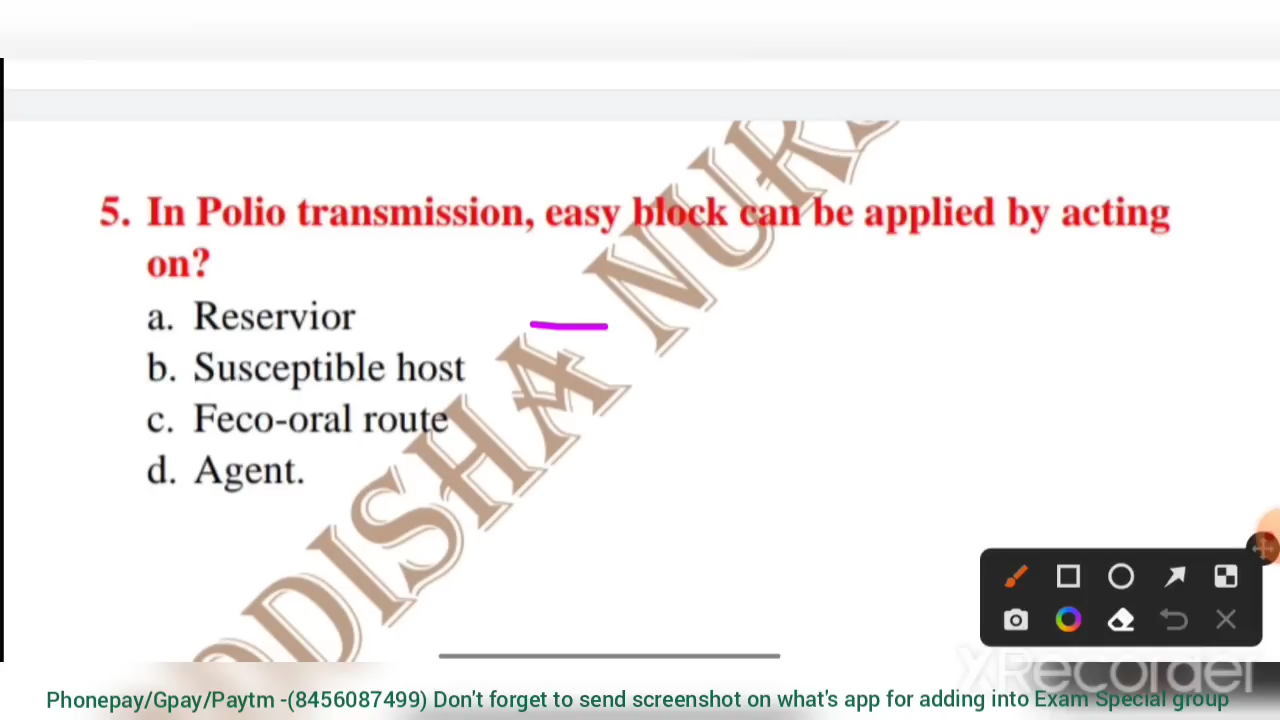 5. In Polio transmission, easy block can be applied by acting
on?
a. Reservior
b. Susceptible host
c. Feco-oral route
d. Agent.
ODISHA NURS
XRecorder
Phonepay/Gpay/Paytm -(8456087499) Don't forget to send screenshot on what's app for adding into Exam Special group